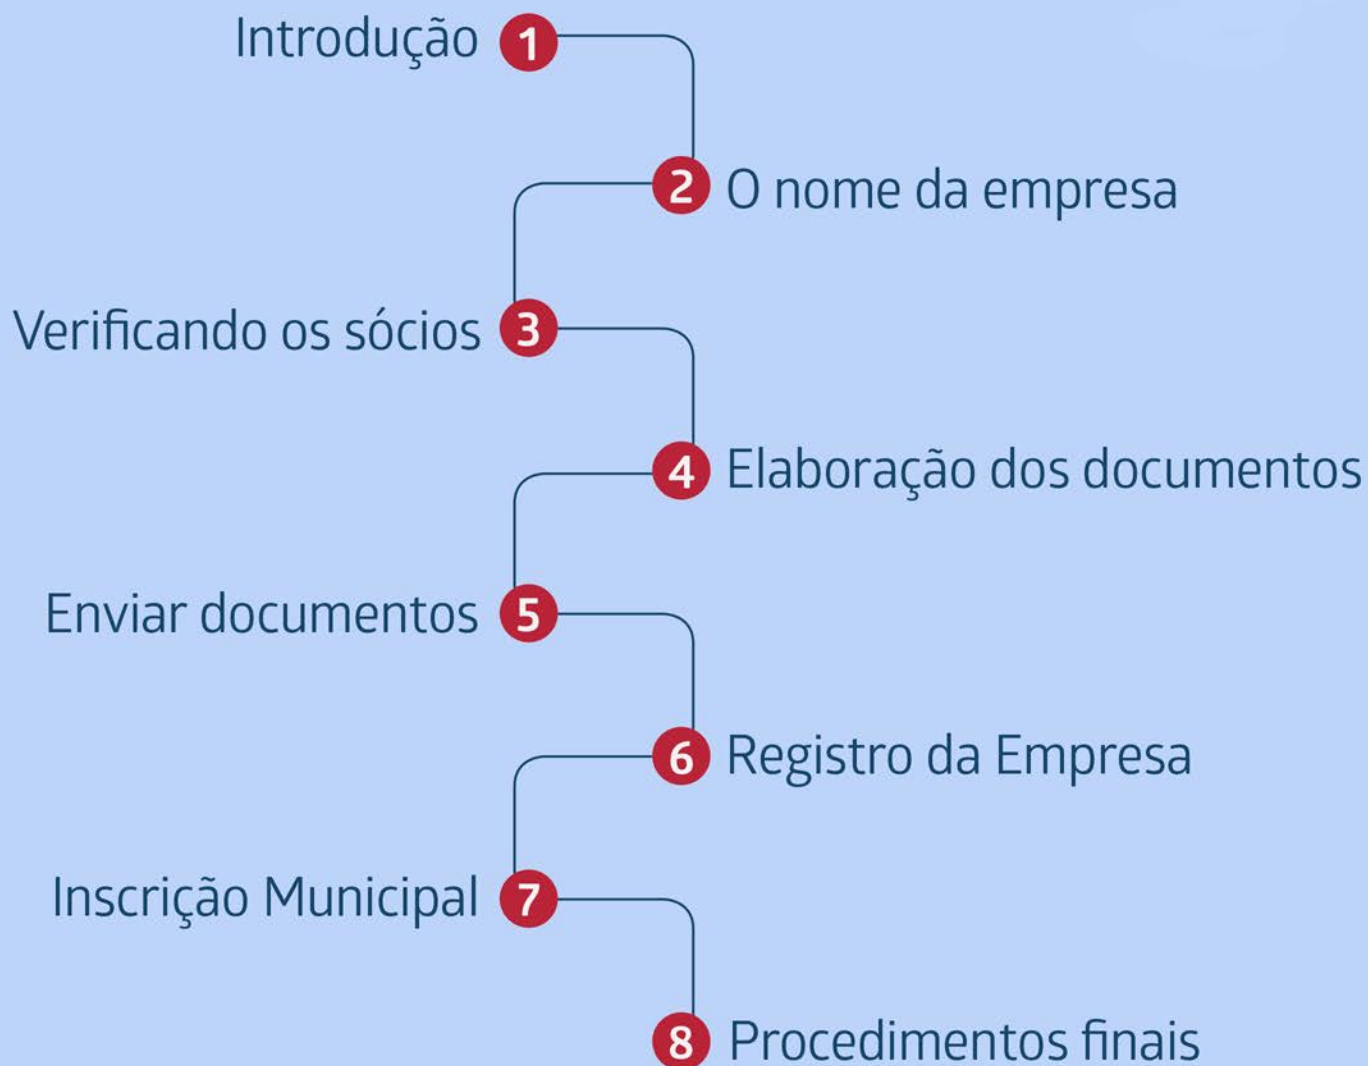 Introdução 1
2 O nome da empresa
Verificando os sócios 3
4 Elaboração dos documentos
Enviar documentos 5
6 Registro da Empresa
Inscrição Municipal 7
8 Procedimentos finais